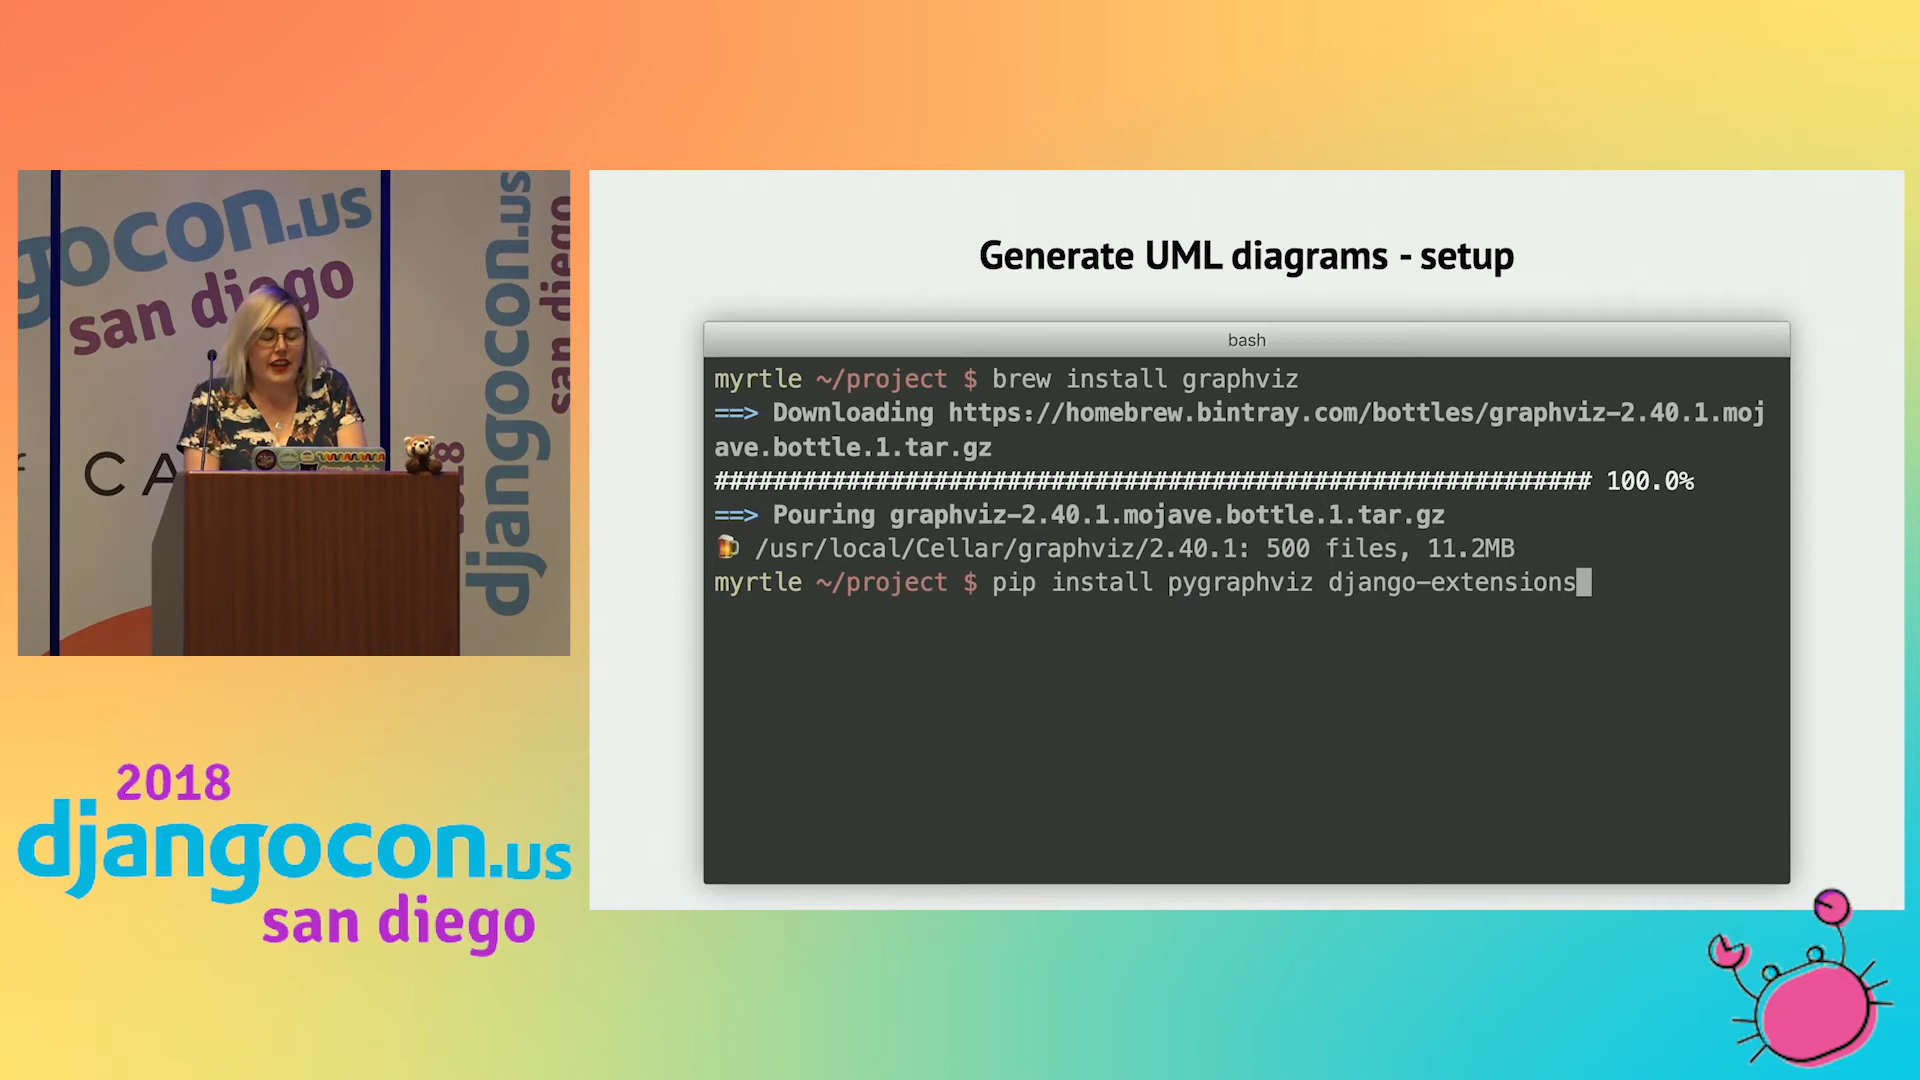 gocon.us
san diego
f CA
djangocon.us
san diego
2018
Generate UML diagrams - setup
bash
myrtle ~/project $ brew install graphviz
==> Downloading https://homebrew.bintray.com/bottles/graphviz-2.40.1.moj
ave.bottle.1.tar.gz
############################################################ 100.0%
==> Pouring graphviz-2.40.1.mojave.bottle.1.tar.gz
🍺 /usr/local/Cellar/graphviz/2.40.1: 500 files, 11.2MB
myrtle ~/project $ pip install pygraphviz django-extensions
2018
djangocon.us
san diego